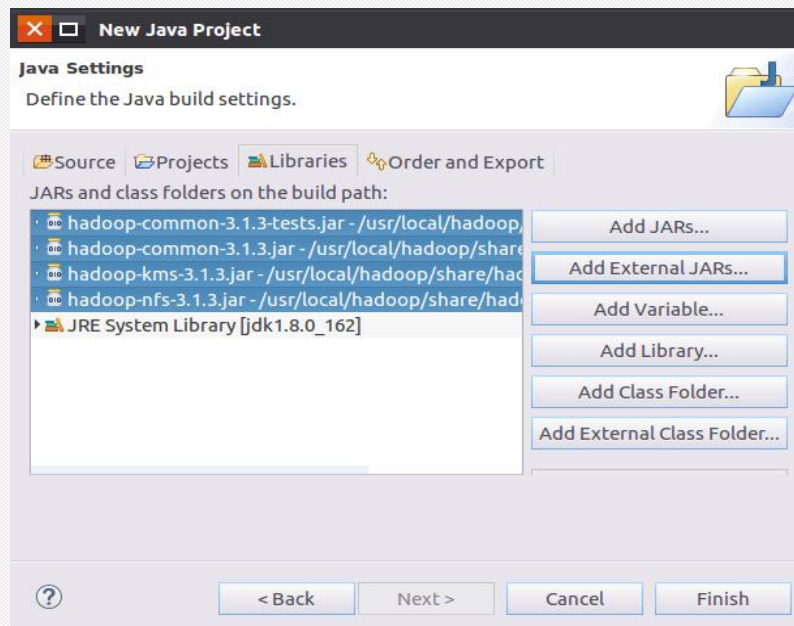 New Java Project
Java Settings
Define the Java build settings.
Source Projects Libraries Order and Export
JARs and class folders on the build path:
hadoop-common-3.1.3-tests.jar - /usr/local/hadoop/
hadoop-common-3.1.3.jar - /usr/local/hadoop/share
hadoop-kms-3.1.3.jar - /usr/local/hadoop/share/had
hadoop-nfs-3.1.3.jar - /usr/local/hadoop/share/had
JRE System Library [jdk1.8.0_162]
Add JARs...
Add External JARs...
Add Variable...
Add Library...
Add Class Folder...
Add External Class Folder...
? < Back Next > Cancel Finish